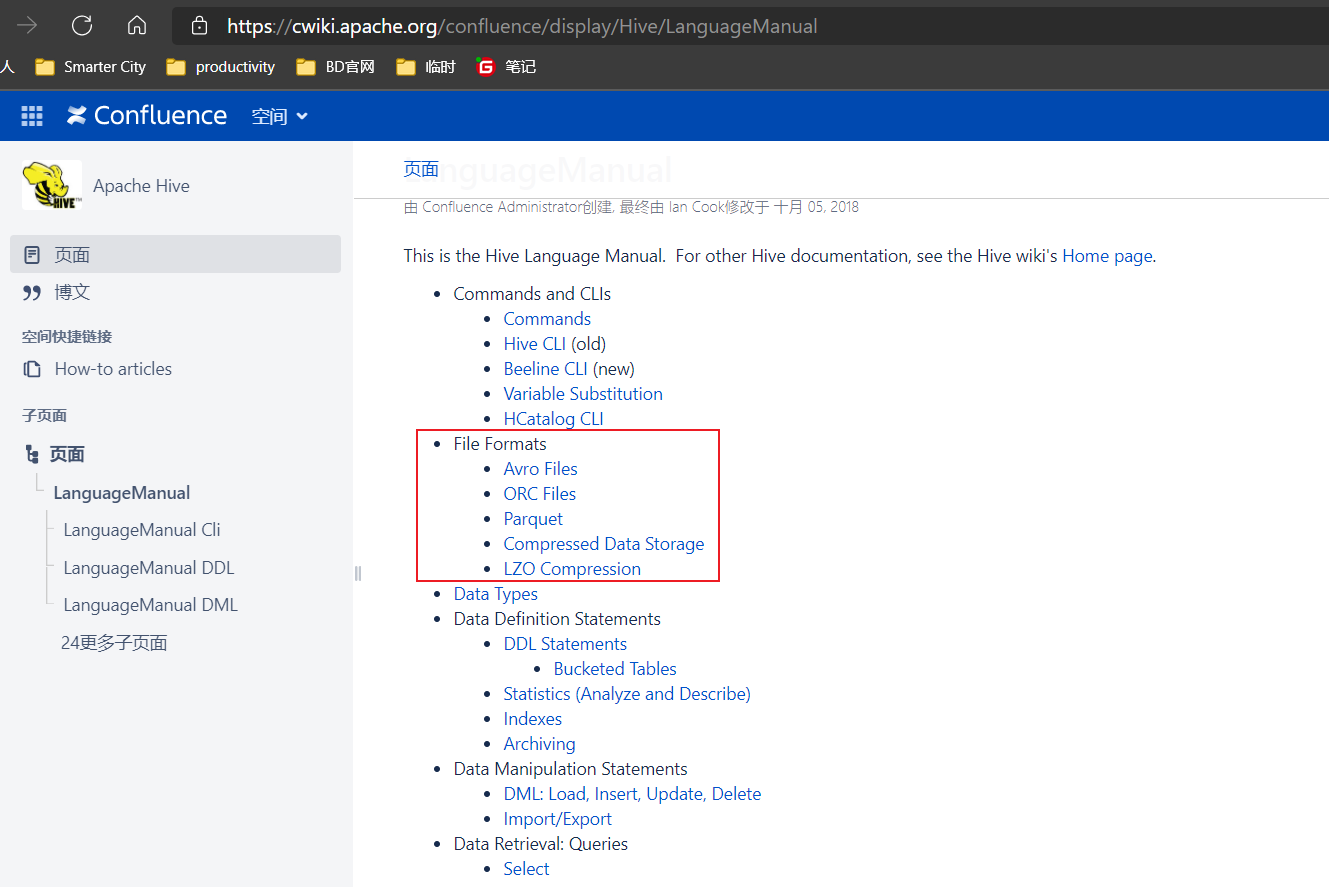 https://cwiki.apache.org/confluence/display/Hive/LanguageManual
人 Smarter City productivity BD官网 临时 G 笔记
Confluence 空间
HIVE
Apache Hive
页面
博文
空间快捷链接
How-to articles
子页面
页面
LanguageManual
LanguageManual Cli
LanguageManual DDL
LanguageManual DML
24更多子页面
页面 nguageManual
由 Confluence Administrator创建, 最终由 Ian Cook修改于 十月 05, 2018
This is the Hive Language Manual.  For other Hive documentation, see the Hive wiki's Home page.
• Commands and CLIs
• Commands
• Hive CLI (old)
• Beeline CLI (new)
• Variable Substitution
• HCatalog CLI
• File Formats
• Avro Files
• ORC Files
• Parquet
• Compressed Data Storage
• LZO Compression
• Data Types
• Data Definition Statements
• DDL Statements
• Bucketed Tables
• Statistics (Analyze and Describe)
• Indexes
• Archiving
• Data Manipulation Statements
• DML: Load, Insert, Update, Delete
• Import/Export
• Data Retrieval: Queries
• Select